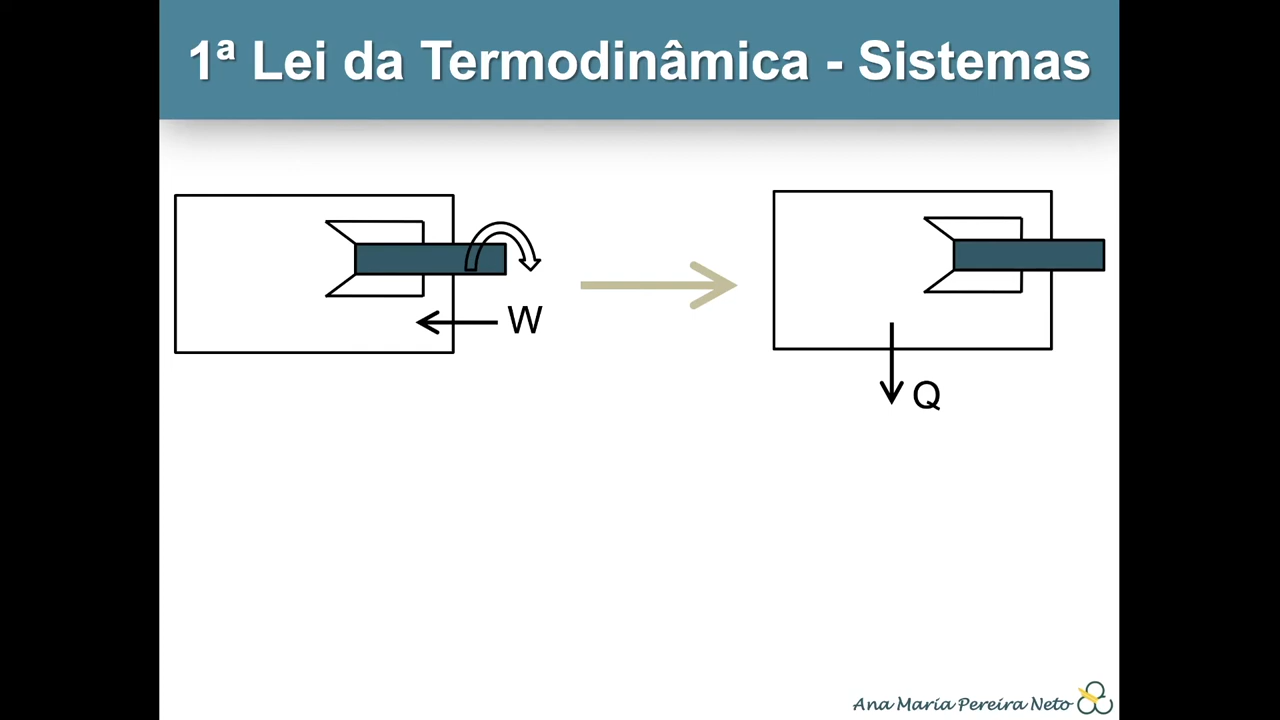 1ª Lei da Termodinâmica - Sistemas
W
Q
Ana Maria Pereira Neto